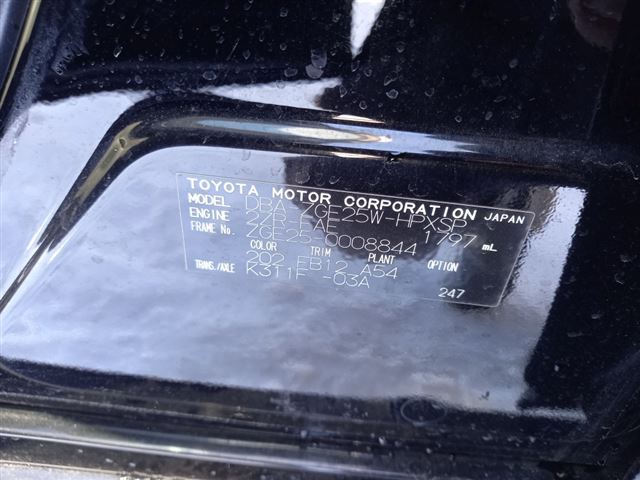 TOYOTA MOTOR CORPORATION JAPAN
MODEL DBA-ZGE25W-HPXSP
ENGINE 2ZR-FAE 1797 mL
FRAME No. ZGE25-0008844
COLOR TRIM PLANT OPTION
202 FB12 A54
TRANS./AXLE K311F -03A
247